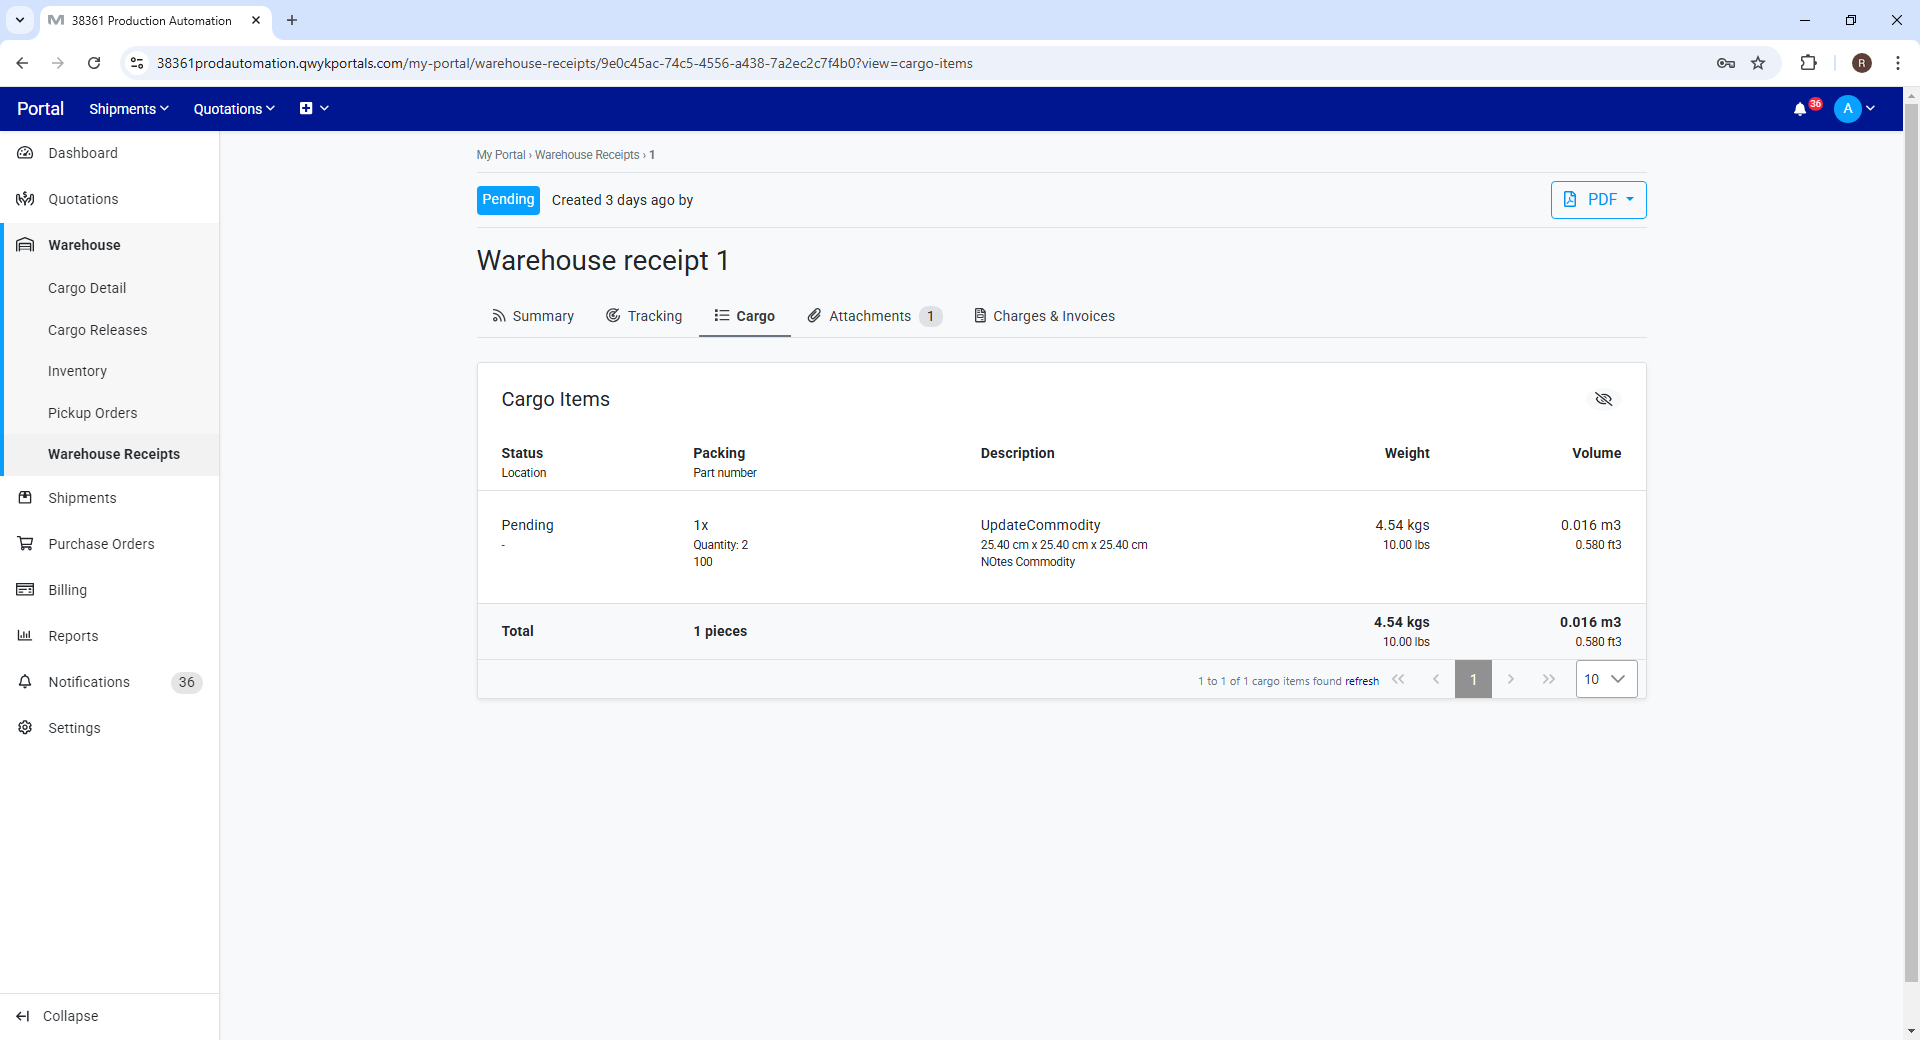 38361 Production Automation
38361prodautomation.qwykportals.com/my-portal/warehouse-receipts/9e0c45ac-74c5-4556-a438-7a2ec2c7f4b0?view=cargo-items
R
Portal
Shipments
Quotations
36
A
Dashboard
Quotations
Warehouse
Cargo Detail
Cargo Releases
Inventory
Pickup Orders
Warehouse Receipts
Shipments
Purchase Orders
Billing
Reports
Notifications 36
Settings
Collapse
My Portal › Warehouse Receipts › 1
Pending Created 3 days ago by
PDF
Warehouse receipt 1
Summary Tracking Cargo Attachments 1 Charges & Invoices
Cargo Items
Status Packing Description Weight Volume
Location Part number
Pending 1x UpdateCommodity 4.54 kgs 0.016 m3
- Quantity: 2 25.40 cm x 25.40 cm x 25.40 cm 10.00 lbs 0.580 ft3
100 NOtes Commodity
Total 1 pieces 4.54 kgs 0.016 m3
10.00 lbs 0.580 ft3
1 to 1 of 1 cargo items found refresh 1 10